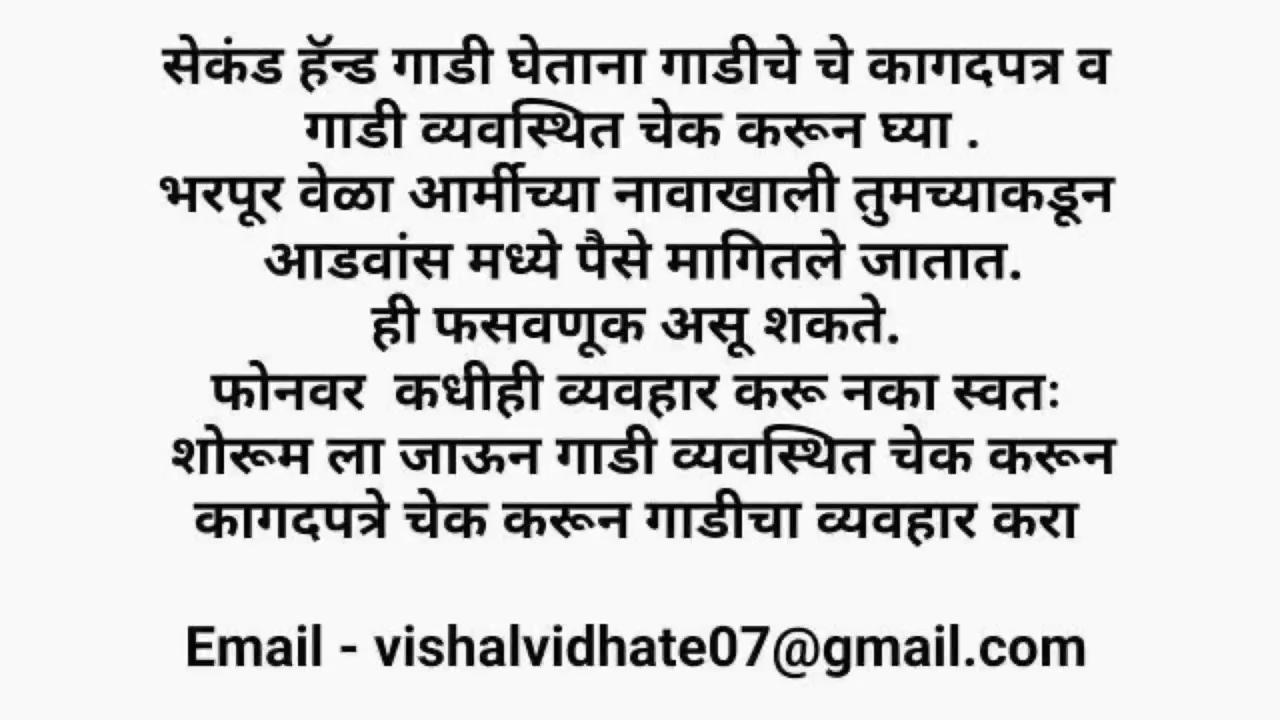 सेकंड हॅन्ड गाडी घेताना गाडीचे चे कागदपत्र व
गाडी व्यवस्थित चेक करून घ्या .
भरपूर वेळा आर्मीच्या नावाखाली तुमच्याकडून
आडवांस मध्ये पैसे मागितले जातात.
ही फसवणूक असू शकते.
फोनवर कधीही व्यवहार करू नका स्वतः
शोरूम ला जाऊन गाडी व्यवस्थित चेक करून
कागदपत्रे चेक करून गाडीचा व्यवहार करा
Email - vishalvidhate07@gmail.com